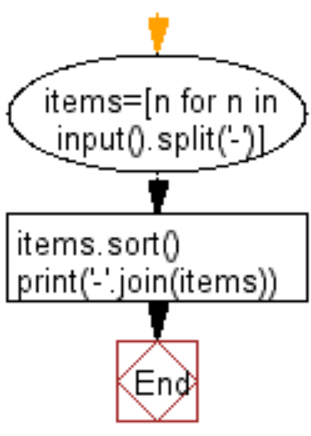 items=[n for n in
input().split('-')]
items.sort()
print('-'.join(items))
End